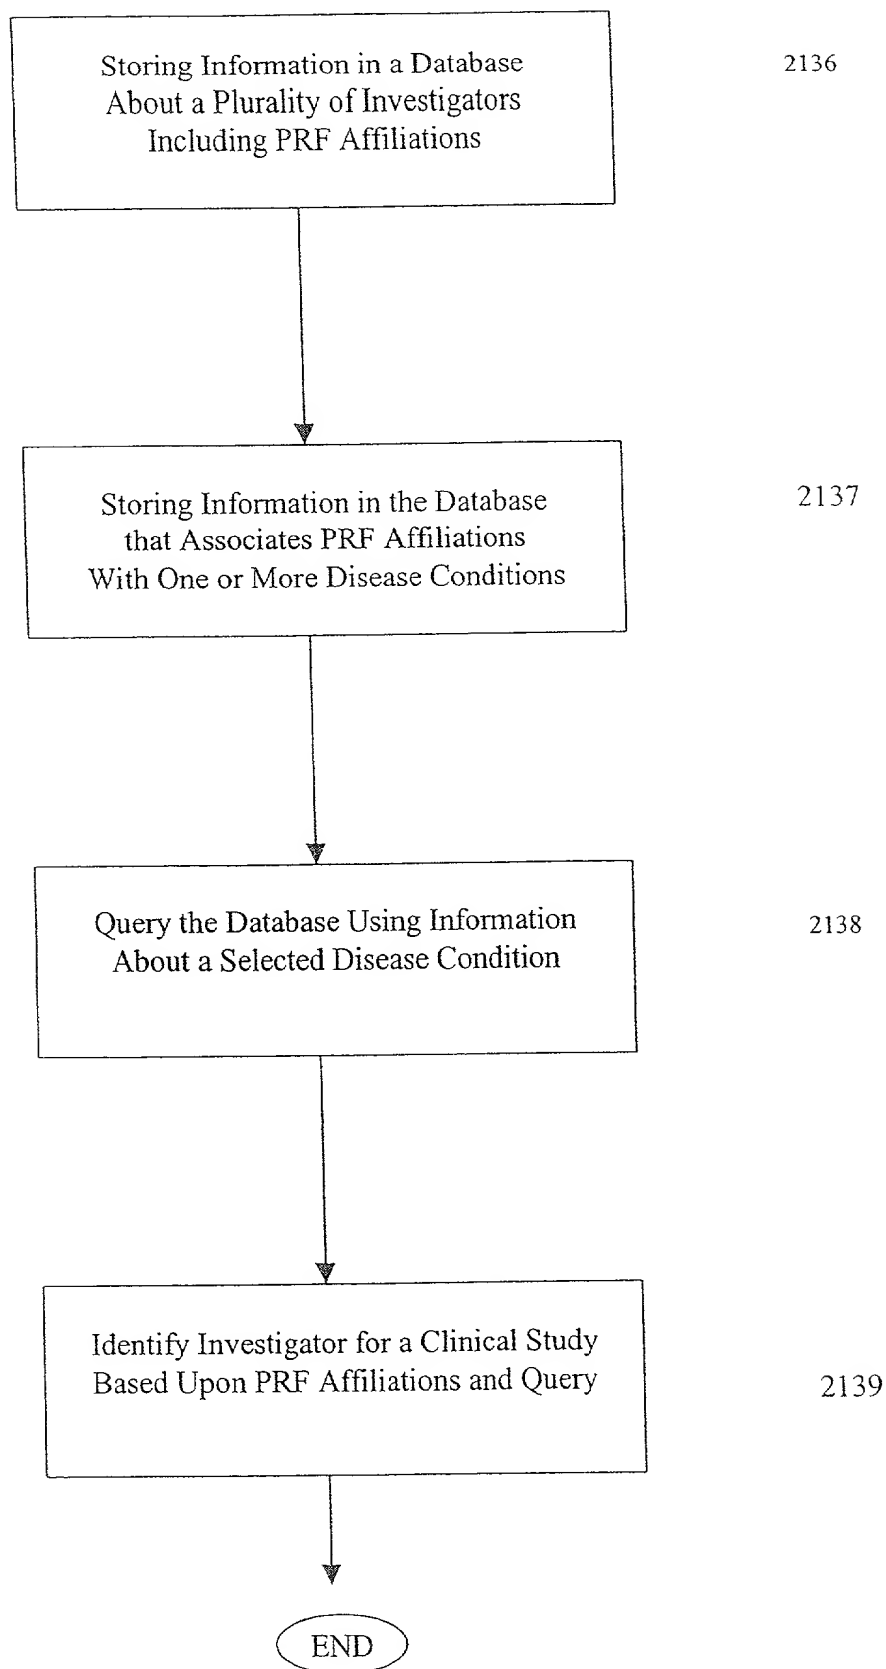 Storing Information in a Database
About a Plurality of Investigators
Including PRF Affiliations
2136
Storing Information in the Database
that Associates PRF Affiliations
With One or More Disease Conditions
2137
Query the Database Using Information
About a Selected Disease Condition
2138
Identify Investigator for a Clinical Study
Based Upon PRF Affiliations and Query
2139
END